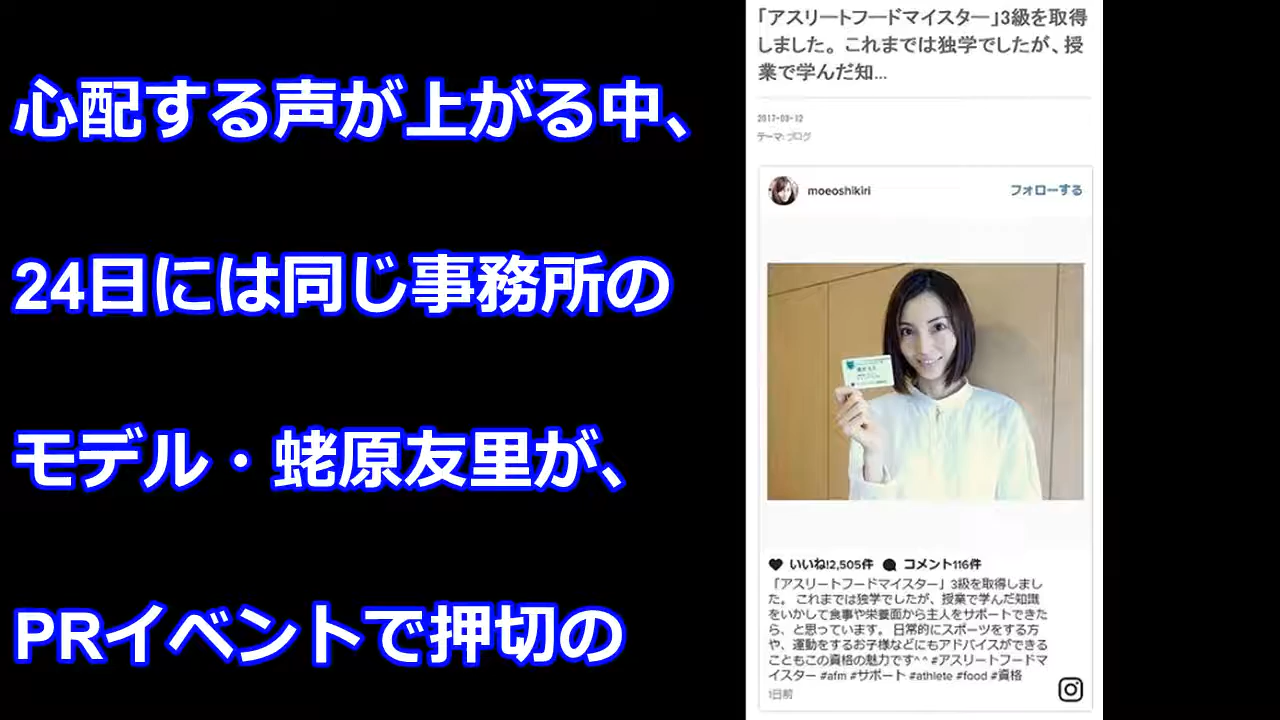 心配する声が上がる中、
24日には同じ事務所の
モデル・蛯原友里が、
PRイベントで押切の
「アスリートフードマイスター」3級を取得
しました。これまでは独学でしたが、授
業で学んだ知...
2017-03-12
テーマ:ブログ
moeoshikiri
フォローする
いいね!2,505件 コメント116件
「アスリートフードマイスター」3級を取得しまし
た。 これまでは独学でしたが、授業で学んだ知識
をいかして食事や栄養面から主人をサポートできた
ら、と思っています。 日常的にスポーツをする方
や、運動をするお子様などにもアドバイスができる
こともこの資格の魅力です^ ^ #アスリートフードマ
イスター #afm #サポート #athlete #food #資格
1日前